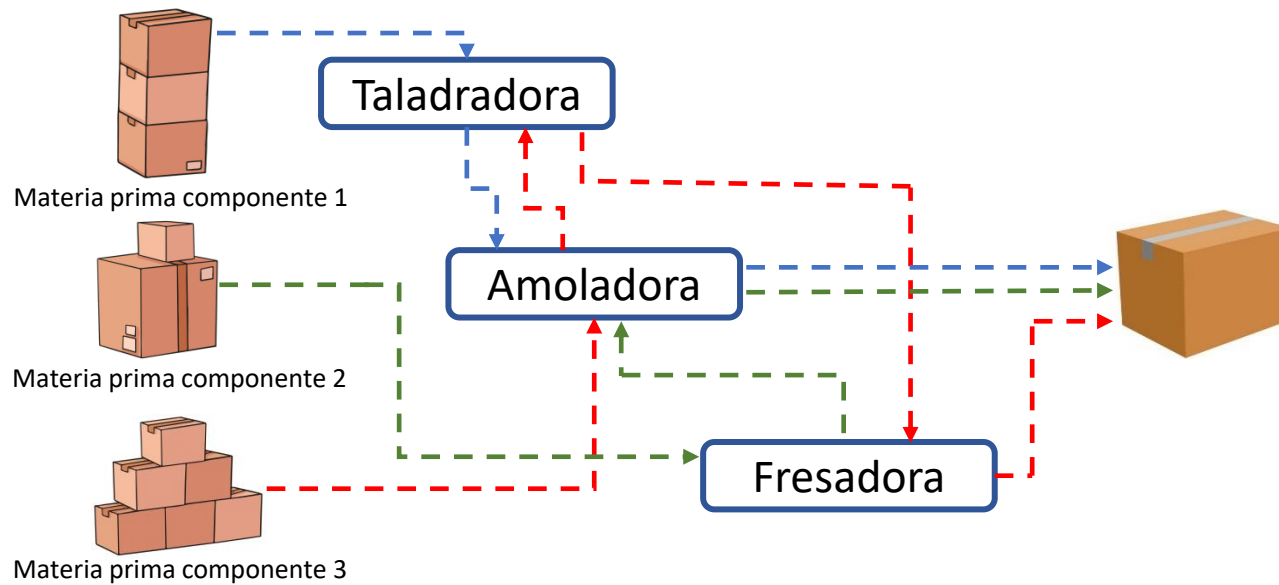 Taladradora
Materia prima componente 1
Amoladora
Materia prima componente 2
Fresadora
Materia prima componente 3